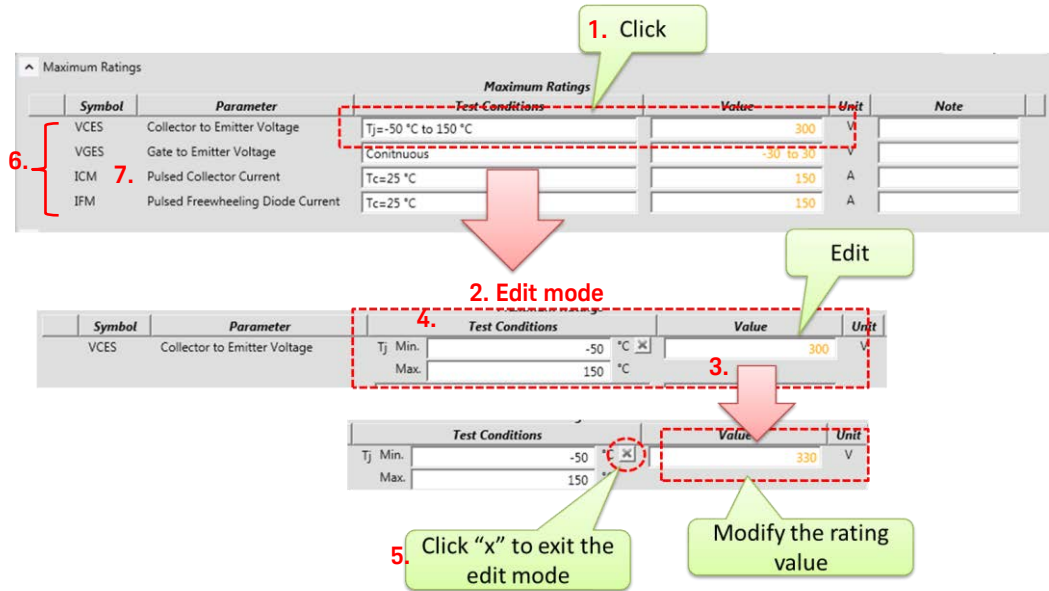 1. Click
Maximum Ratings
Maximum Ratings
Symbol Parameter Test Conditions Value Unit Note
VCES Collector to Emitter Voltage Tj=-50 °C to 150 °C 300 V
6. VGES Gate to Emitter Voltage Conitnuous -30 to 30 V
ICM 7. Pulsed Collector Current Tc=25 °C 150 A
IFM Pulsed Freewheeling Diode Current Tc=25 °C 150 A
Edit
2. Edit mode
4.
Symbol Parameter Test Conditions Value Unit
VCES Collector to Emitter Voltage Tj Min. -50 °C x 300 V
Max. 150 °C
3.
Test Conditions Value Unit
Tj Min. -50 °C x 330 V
Max. 150
5. Click “x” to exit the
edit mode
Modify the rating
value